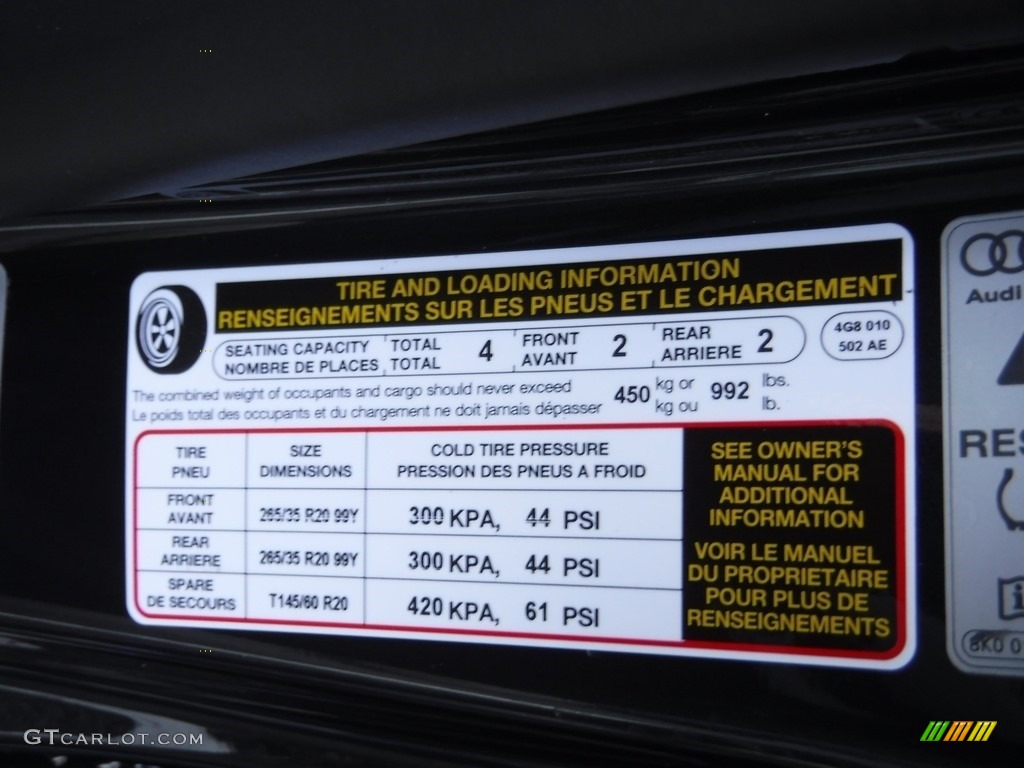 TIRE AND LOADING INFORMATION
RENSEIGNEMENTS SUR LES PNEUS ET LE CHARGEMENT
SEATING CAPACITY TOTAL 4 FRONT 2 REAR 2
NOMBRE DE PLACES TOTAL AVANT ARRIERE
4G8 010
502 AE
The combined weight of occupants and cargo should never exceed 450 kg or 992 lbs.
Le poids total des occupants et du chargement ne doit jamais dépasser kg ou lb.
TIRE SIZE COLD TIRE PRESSURE
PNEU DIMENSIONS PRESSION DES PNEUS A FROID
FRONT
AVANT 265/35 R20 99Y 300 KPA, 44 PSI
REAR
ARRIERE 265/35 R20 99Y 300 KPA, 44 PSI
SPARE
DE SECOURS T145/60 R20 420 KPA, 61 PSI
SEE OWNER'S
MANUAL FOR
ADDITIONAL
INFORMATION
VOIR LE MANUEL
DU PROPRIETAIRE
POUR PLUS DE
RENSEIGNEMENTS
Audi
RES
i
8K0 0
GTCARLOT.COM